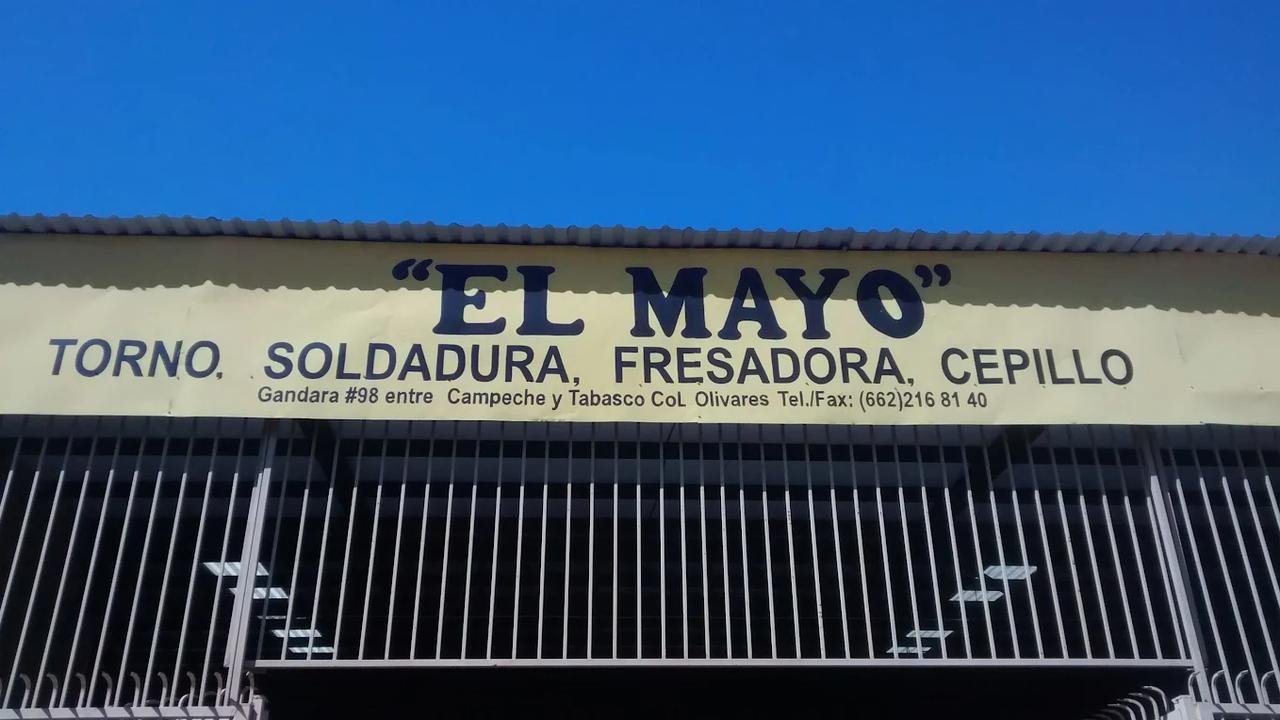 “EL MAYO”
TORNO, SOLDADURA, FRESADORA, CEPILLO
Gandara #98 entre Campeche y Tabasco Col. Olivares Tel./Fax: (662)216 81 40